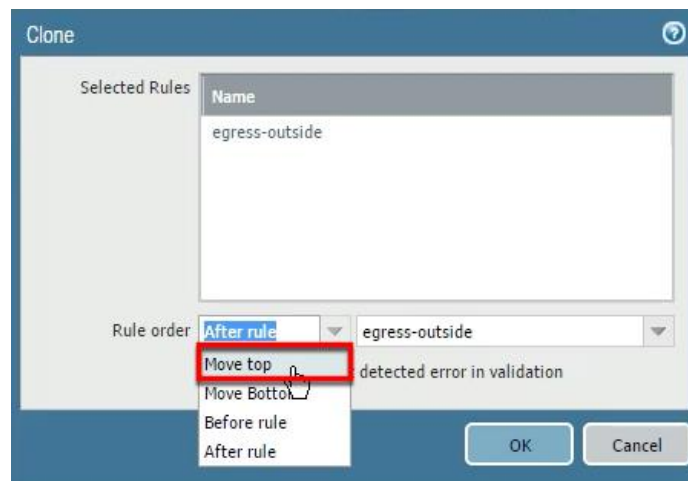 Clone
Selected Rules
Name
egress-outside
Rule order After rule egress-outside
Move top
detected error in validation
Move Bottom
Before rule
After rule
OK Cancel